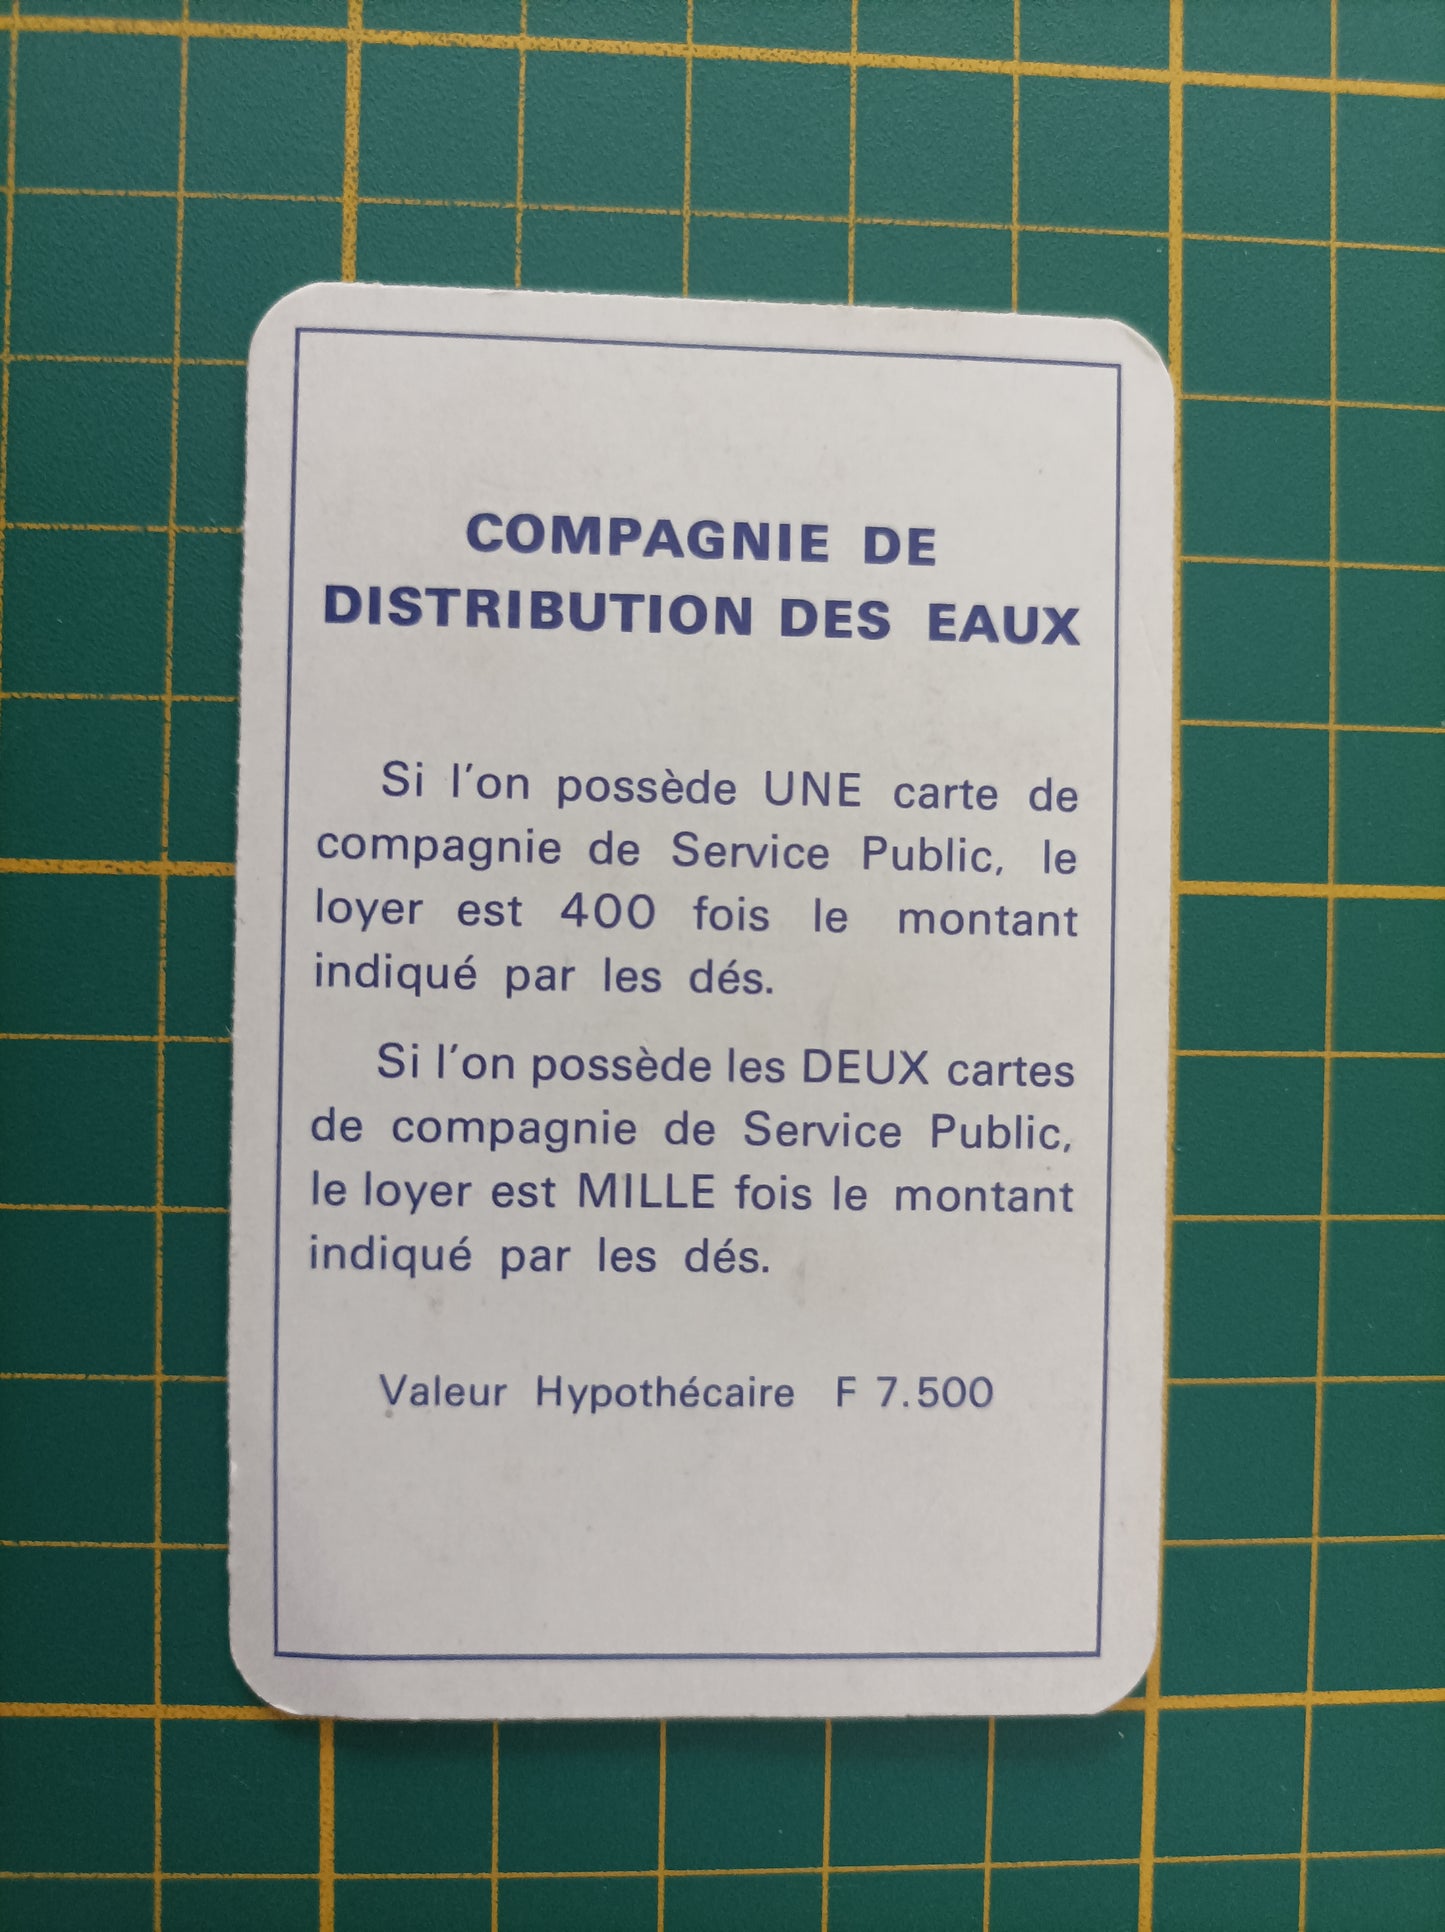 COMPAGNIE DE
DISTRIBUTION DES EAUX
Si l'on possède UNE carte de
compagnie de Service Public, le
loyer est 400 fois le montant
indiqué par les dés.
Si l'on possède les DEUX cartes
de compagnie de Service Public,
le loyer est MILLE fois le montant
indiqué par les dés.
Valeur Hypothécaire F 7.500